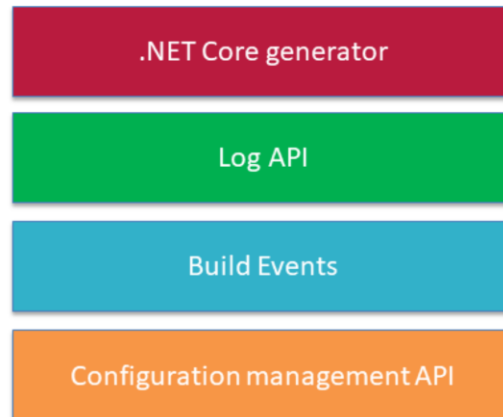 .NET Core generator
Log API
Build Events
Configuration management API